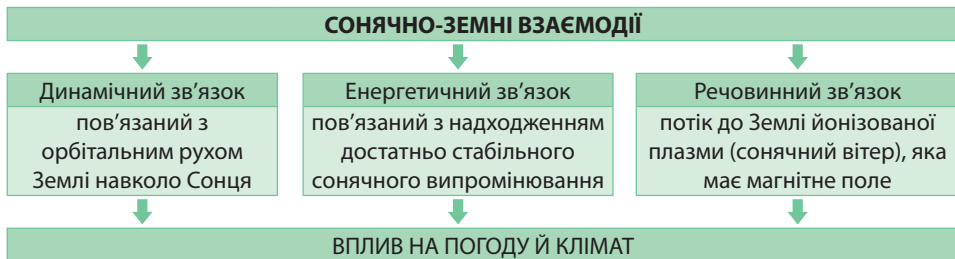 СОНЯЧНО-ЗЕМНІ ВЗАЄМОДІЇ
Динамічний зв'язок
пов'язаний з
орбітальним рухом
Землі навколо Сонця
Енергетичний зв'язок
пов'язаний з надходженням
достатньо стабільного
сонячного випромінювання
Речовинний зв'язок
потік до Землі йонізованої
плазми (сонячний вітер), яка
має магнітне поле
ВПЛИВ НА ПОГОДУ Й КЛІМАТ